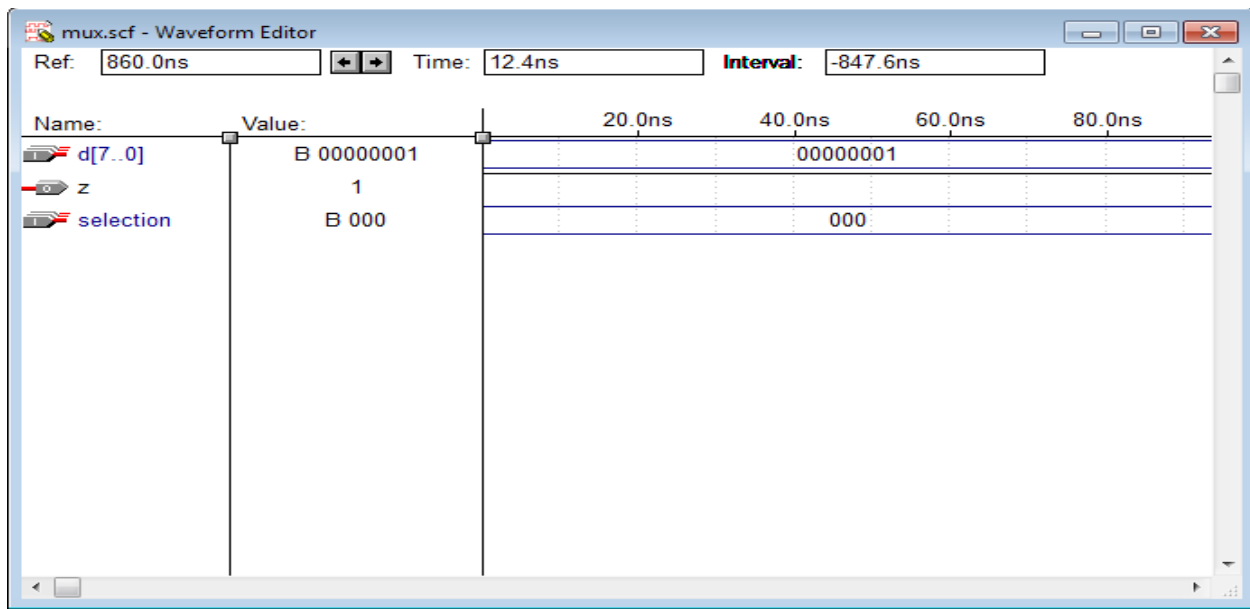 mux.scf - Waveform Editor
Ref: 860.0ns Time: 12.4ns Interval: -847.6ns
Name: Value: 20.0ns 40.0ns 60.0ns 80.0ns
d[7..0] B 00000001 00000001
z 1
selection B 000 000